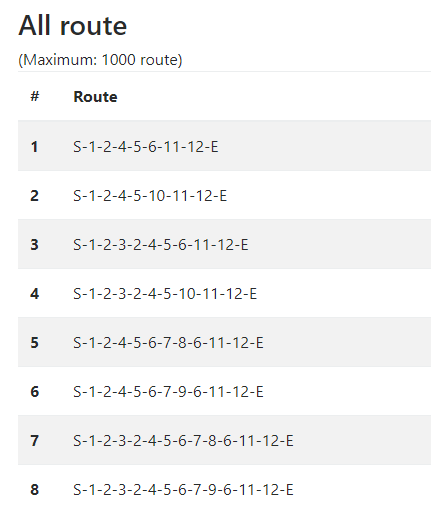 All route
(Maximum: 1000 route)
# Route
1 S-1-2-4-5-6-11-12-E
2 S-1-2-4-5-10-11-12-E
3 S-1-2-3-2-4-5-6-11-12-E
4 S-1-2-3-2-4-5-10-11-12-E
5 S-1-2-4-5-6-7-8-6-11-12-E
6 S-1-2-4-5-6-7-9-6-11-12-E
7 S-1-2-3-2-4-5-6-7-8-6-11-12-E
8 S-1-2-3-2-4-5-6-7-9-6-11-12-E